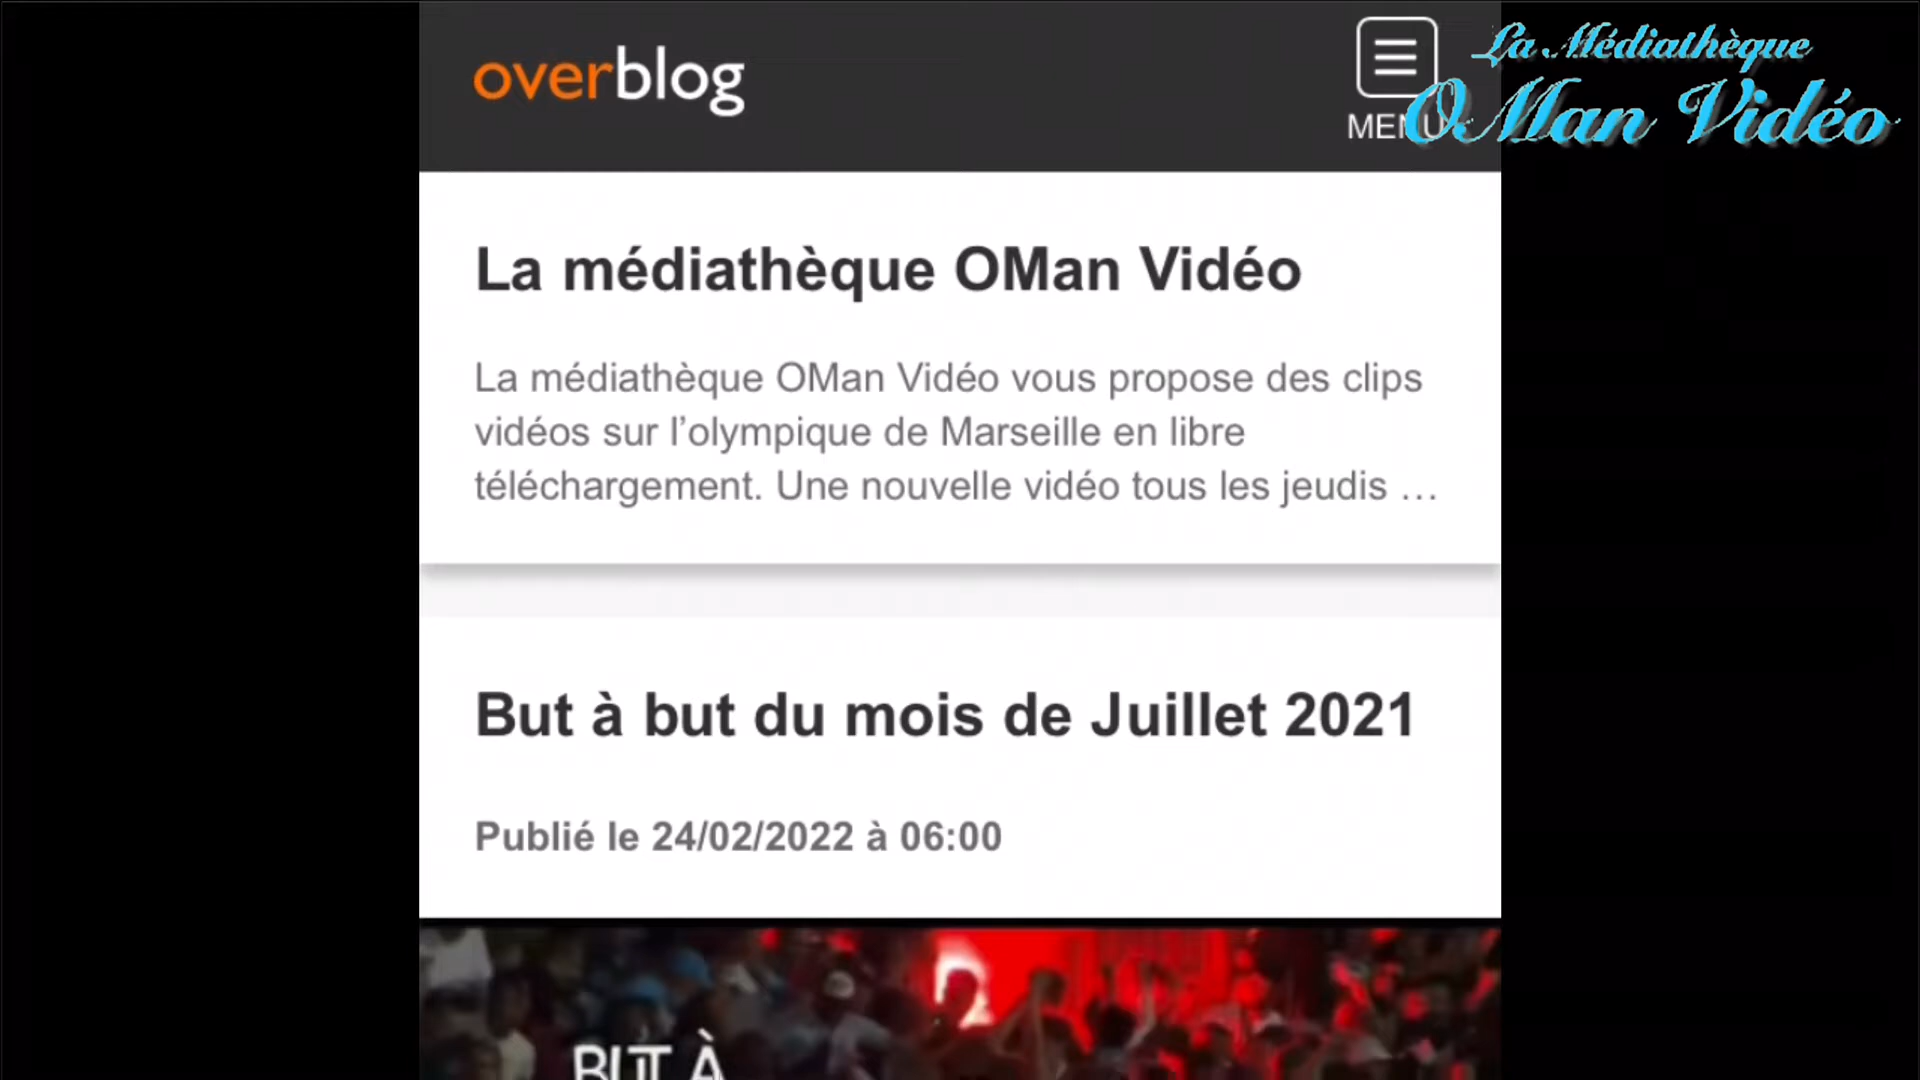 overblog
MENU
La Médiathèque
OMan Vidéo
La médiathèque OMan Vidéo
La médiathèque OMan Vidéo vous propose des clips
vidéos sur l’olympique de Marseille en libre
téléchargement. Une nouvelle vidéo tous les jeudis …
But à but du mois de Juillet 2021
Publié le 24/02/2022 à 06:00
BUT À